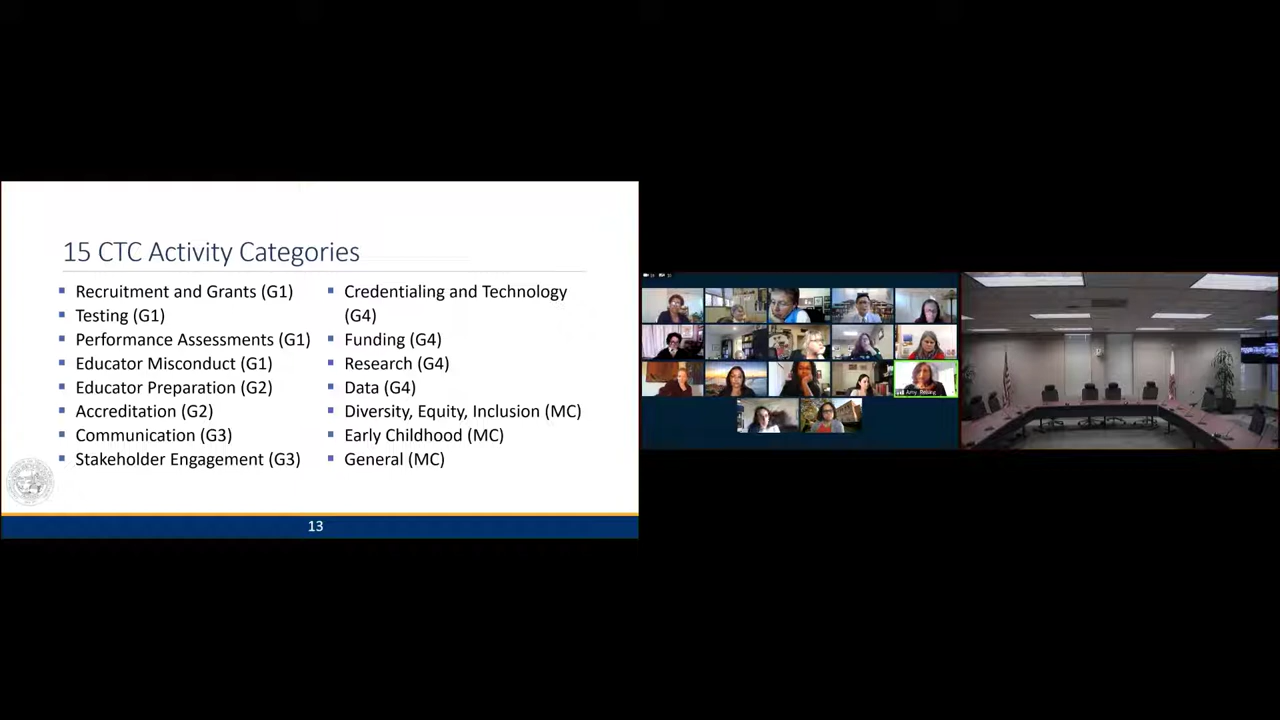 15 CTC Activity Categories
Recruitment and Grants (G1)
Testing (G1)
Performance Assessments (G1)
Educator Misconduct (G1)
Educator Preparation (G2)
Accreditation (G2)
Communication (G3)
Stakeholder Engagement (G3)
Credentialing and Technology
(G4)
Funding (G4)
Research (G4)
Data (G4)
Diversity, Equity, Inclusion (MC)
Early Childhood (MC)
General (MC)
13
Amy